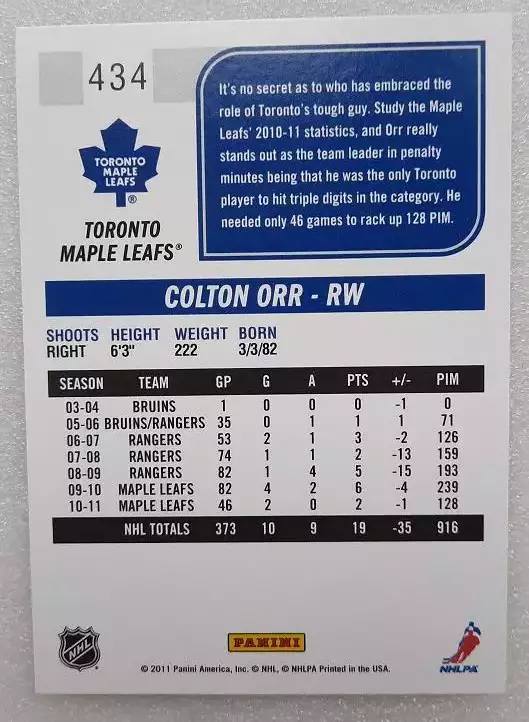 434
It's no secret as to who has embraced the
role of Toronto's tough guy. Study the Maple
Leafs' 2010-11 statistics, and Orr really
stands out as the team leader in penalty
minutes being that he was the only Toronto
player to hit triple digits in the category. He
needed only 46 games to rack up 128 PIM.
TORONTO
MAPLE
LEAFS
®
TORONTO
MAPLE LEAFS®
COLTON ORR - RW
SHOOTS HEIGHT WEIGHT BORN
RIGHT 6'3" 222 3/3/82
SEASON TEAM GP G A PTS +/- PIM
03-04 BRUINS 1 0 0 0 -1 0
05-06 BRUINS/RANGERS 35 0 1 1 1 71
06-07 RANGERS 53 2 1 3 -2 126
07-08 RANGERS 74 1 1 2 -13 159
08-09 RANGERS 82 1 4 5 -15 193
09-10 MAPLE LEAFS 82 4 2 6 -4 239
10-11 MAPLE LEAFS 46 2 0 2 -1 128
NHL TOTALS 373 10 9 19 -35 916
NHL
PANINI
NHLPA
© 2011 Panini America, Inc. © NHL, © NHLPA Printed in the USA.